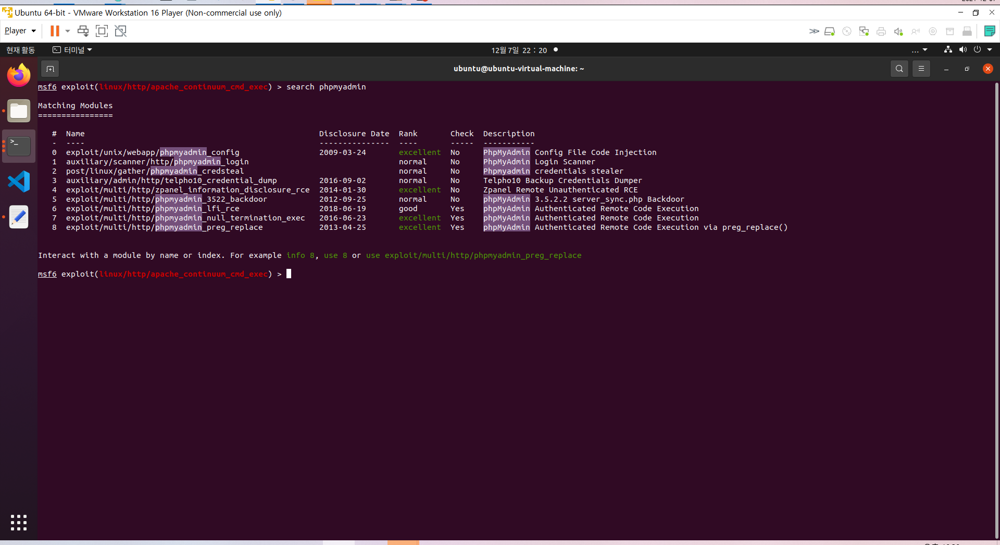 Ubuntu 64-bit - VMware Workstation 16 Player (Non-commercial use only)
Player
현재 활동 터미널 12월 7일 22 : 20
ubuntu@ubuntu-virtual-machine: ~
msf6 exploit(linux/http/apache_continuum_cmd_exec) > search phpmyadmin
Matching Modules
================
# Name Disclosure Date Rank Check Description
- ---- --------------- ---- ----- -----------
0 exploit/unix/webapp/phpmyadmin_config 2009-03-24 excellent No PhpMyAdmin Config File Code Injection
1 auxiliary/scanner/http/phpmyadmin_login normal No PhpMyAdmin Login Scanner
2 post/linux/gather/phpmyadmin_credsteal normal No Phpmyadmin credentials stealer
3 auxiliary/admin/http/telpho10_credential_dump 2016-09-02 normal No Telpho10 Backup Credentials Dumper
4 exploit/multi/http/zpanel_information_disclosure_rce 2014-01-30 excellent No Zpanel Remote Unauthenticated RCE
5 exploit/multi/http/phpmyadmin_3522_backdoor 2012-09-25 normal No phpMyAdmin 3.5.2.2 server_sync.php Backdoor
6 exploit/multi/http/phpmyadmin_lfi_rce 2018-06-19 good Yes phpMyAdmin Authenticated Remote Code Execution
7 exploit/multi/http/phpmyadmin_null_termination_exec 2016-06-23 excellent Yes phpMyAdmin Authenticated Remote Code Execution
8 exploit/multi/http/phpmyadmin_preg_replace 2013-04-25 excellent Yes phpMyAdmin Authenticated Remote Code Execution via preg_replace()
Interact with a module by name or index. For example info 8, use 8 or use exploit/multi/http/phpmyadmin_preg_replace
msf6 exploit(linux/http/apache_continuum_cmd_exec) >